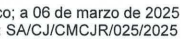 co; a 06 de marzo de 2025
: SA/CJ/CMCJR/025/2025